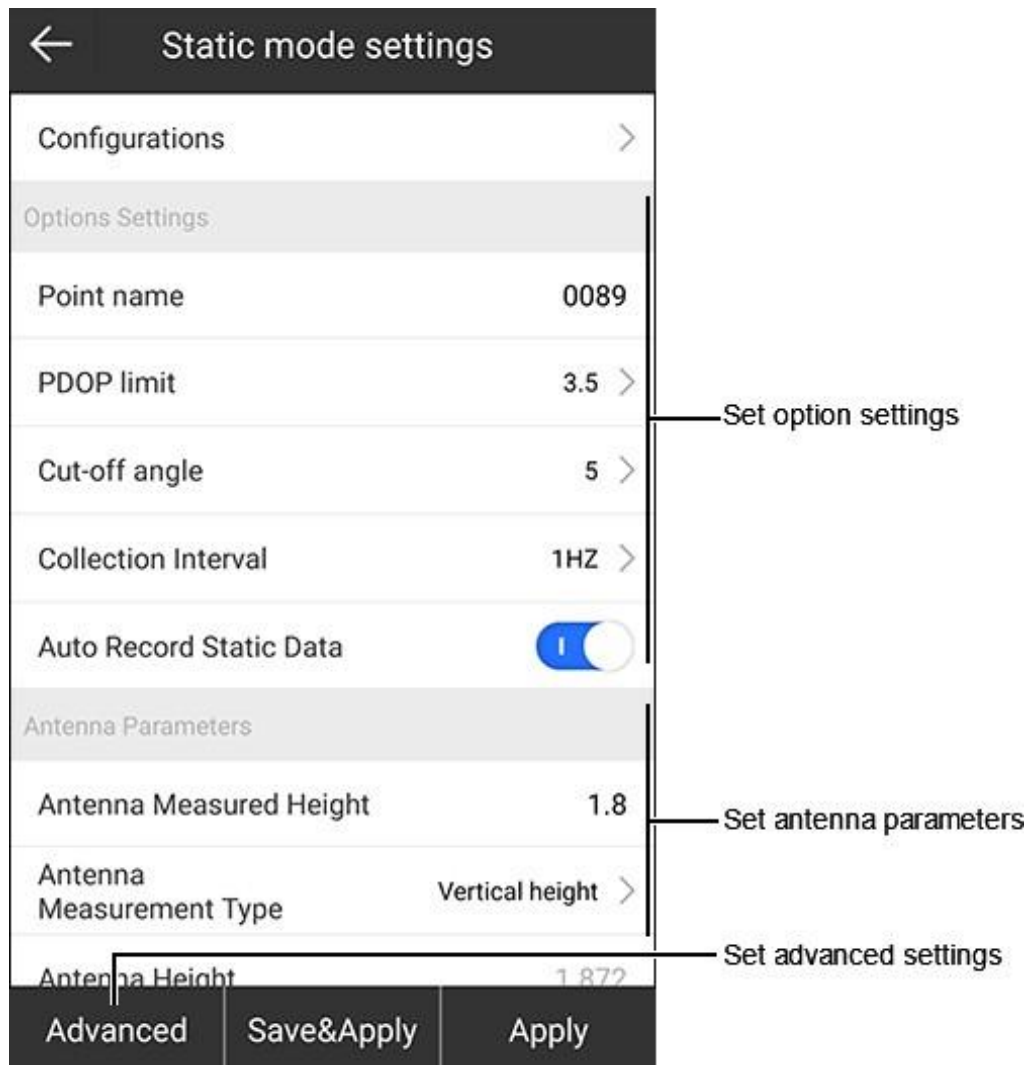 Static mode settings
Configurations
Options Settings
Point name 0089
PDOP limit 3.5
Cut-off angle 5
Collection Interval 1HZ
Auto Record Static Data
Set option settings
Antenna Parameters
Antenna Measured Height 1.8
Set antenna parameters
Antenna
Measurement Type Vertical height
Set advanced settings
Antenna Height 1.872
Advanced Save&Apply Apply